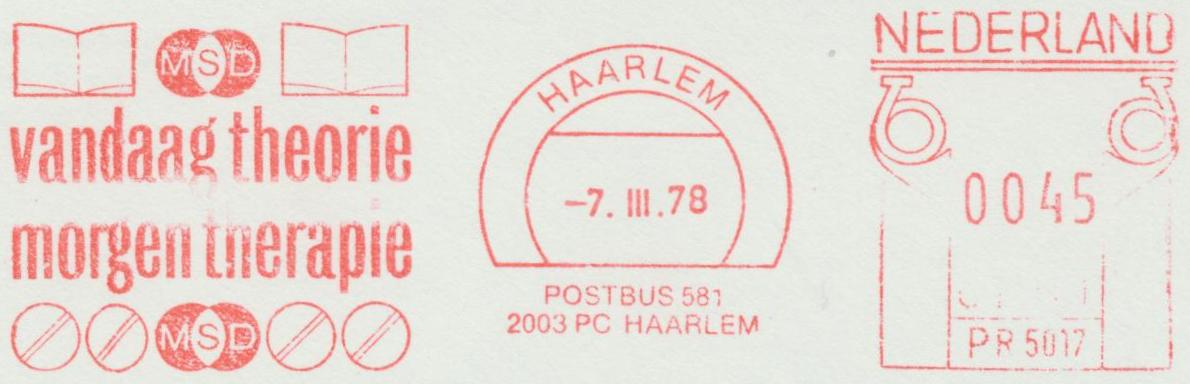 MSD
vandaag theorie
morgen therapie
MSD
HAARLEM
-7. III. 78
POSTBUS 581
2003 PC HAARLEM
NEDERLAND
0045
PR 5017